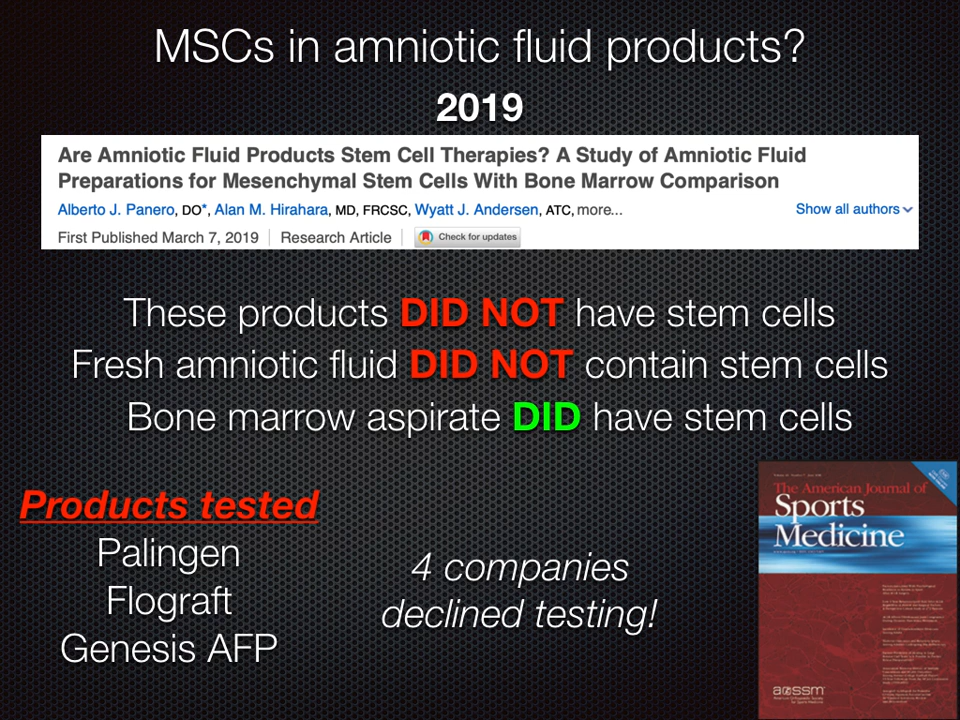 MSCs in amniotic fluid products?
2019
Are Amniotic Fluid Products Stem Cell Therapies? A Study of Amniotic Fluid
Preparations for Mesenchymal Stem Cells With Bone Marrow Comparison
Alberto J. Panero, DO*, Alan M. Hirahara, MD, FRCSC, Wyatt J. Andersen, ATC, more...
Show all authors
First Published March 7, 2019 | Research Article | Check for updates
These products DID NOT have stem cells
Fresh amniotic fluid DID NOT contain stem cells
Bone marrow aspirate DID have stem cells
Products tested
Palingen
Flograft
Genesis AFP
4 companies
declined testing!
The American Journal of
Sports
Medicine
aossm